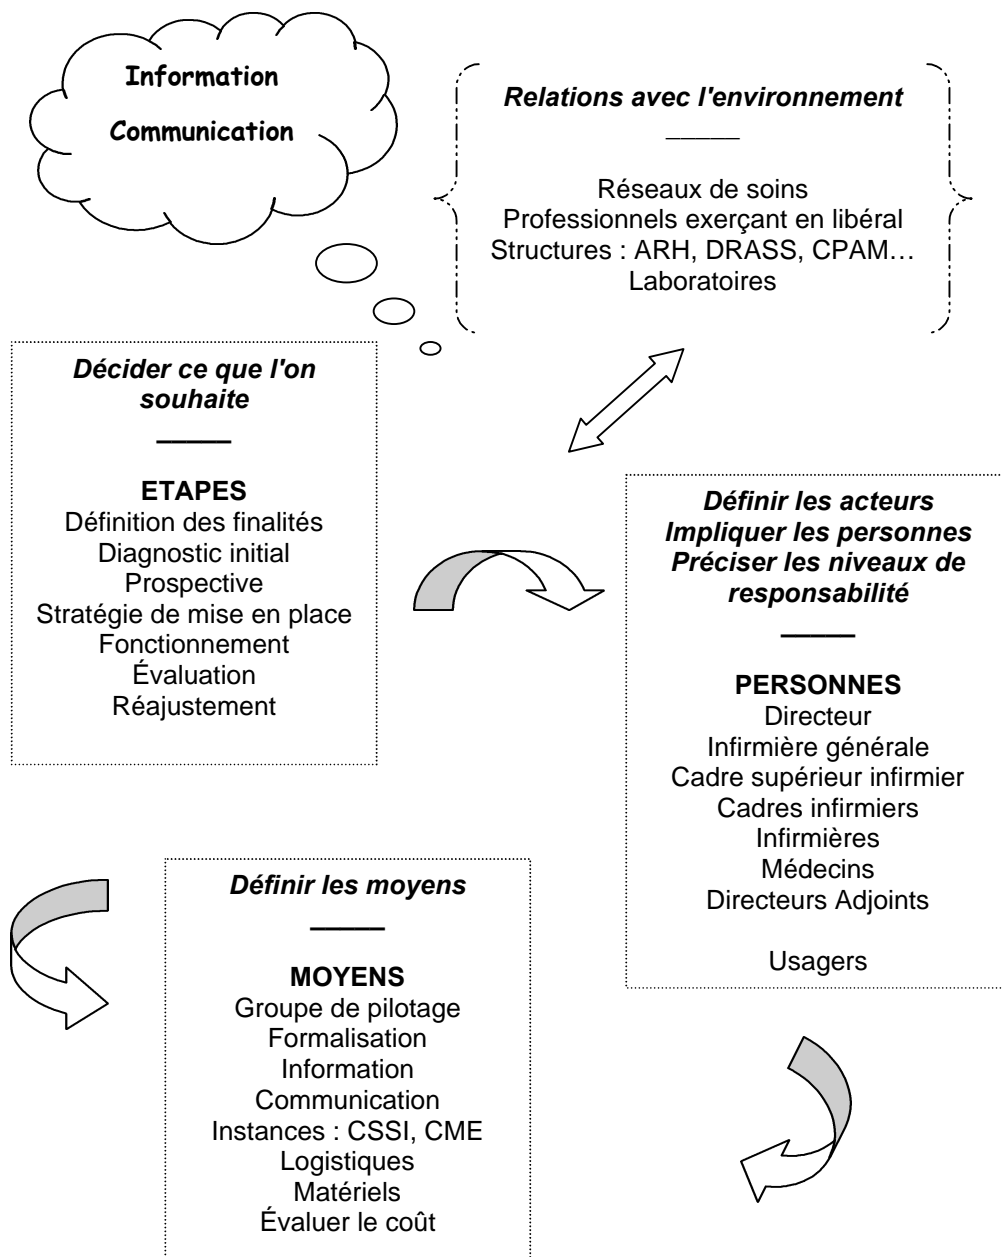 Information
Communication
Relations avec l'environnement
_____
Réseaux de soins
Professionnels exerçant en libéral
Structures : ARH, DRASS, CPAM…
Laboratoires
Décider ce que l'on
souhaite
_____
ETAPES
Définition des finalités
Diagnostic initial
Prospective
Stratégie de mise en place
Fonctionnement
Évaluation
Réajustement
Définir les acteurs
Impliquer les personnes
Préciser les niveaux de
responsabilité
_____
PERSONNES
Directeur
Infirmière générale
Cadre supérieur infirmier
Cadres infirmiers
Infirmières
Médecins
Directeurs Adjoints
Usagers
Définir les moyens
_____
MOYENS
Groupe de pilotage
Formalisation
Information
Communication
Instances : CSSI, CME
Logistiques
Matériels
Évaluer le coût